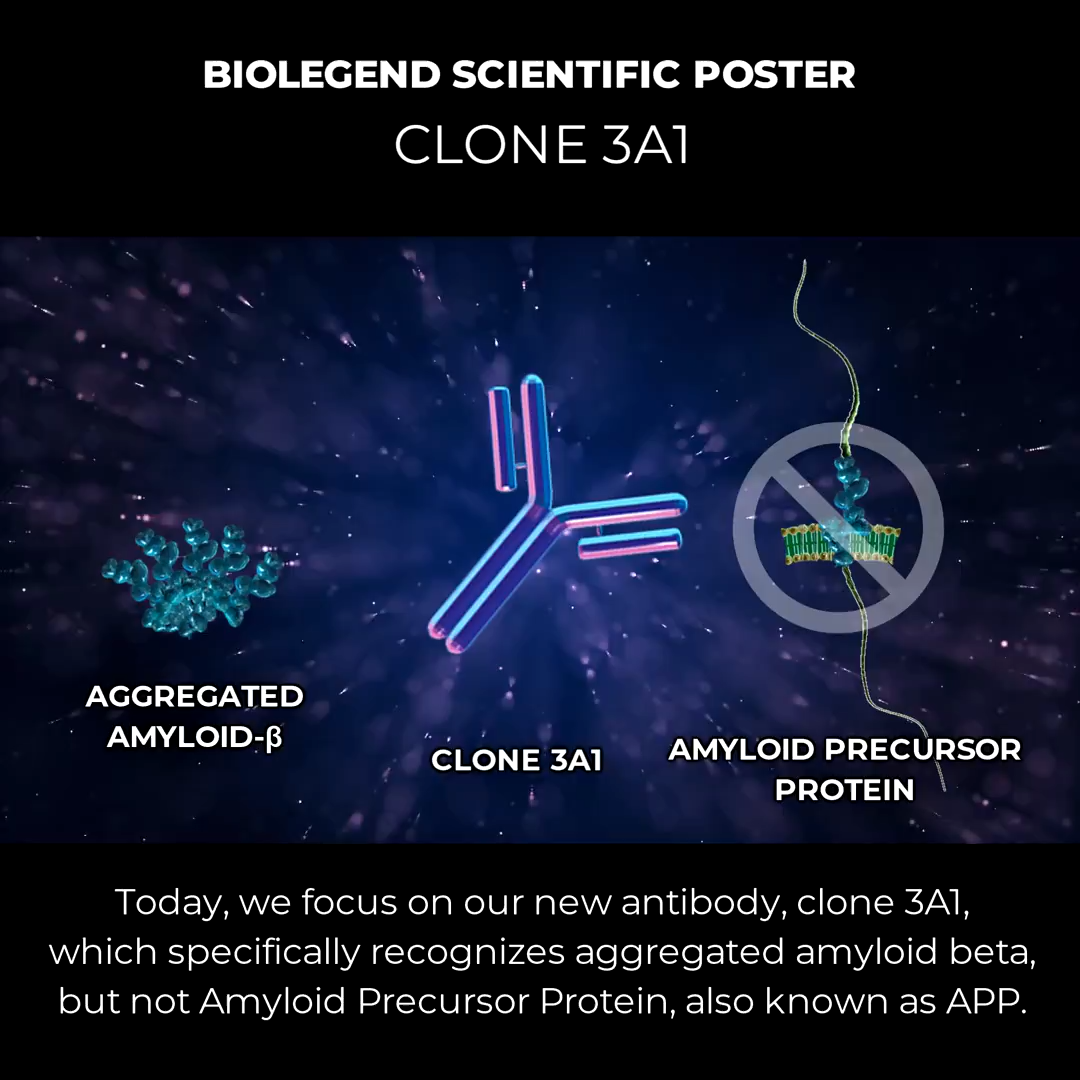 BIOLEGEND SCIENTIFIC POSTER
CLONE 3A1
AGGREGATED
AMYLOID-β
CLONE 3A1
AMYLOID PRECURSOR
PROTEIN
Today, we focus on our new antibody, clone 3A1,
which specifically recognizes aggregated amyloid beta,
but not Amyloid Precursor Protein, also known as APP.